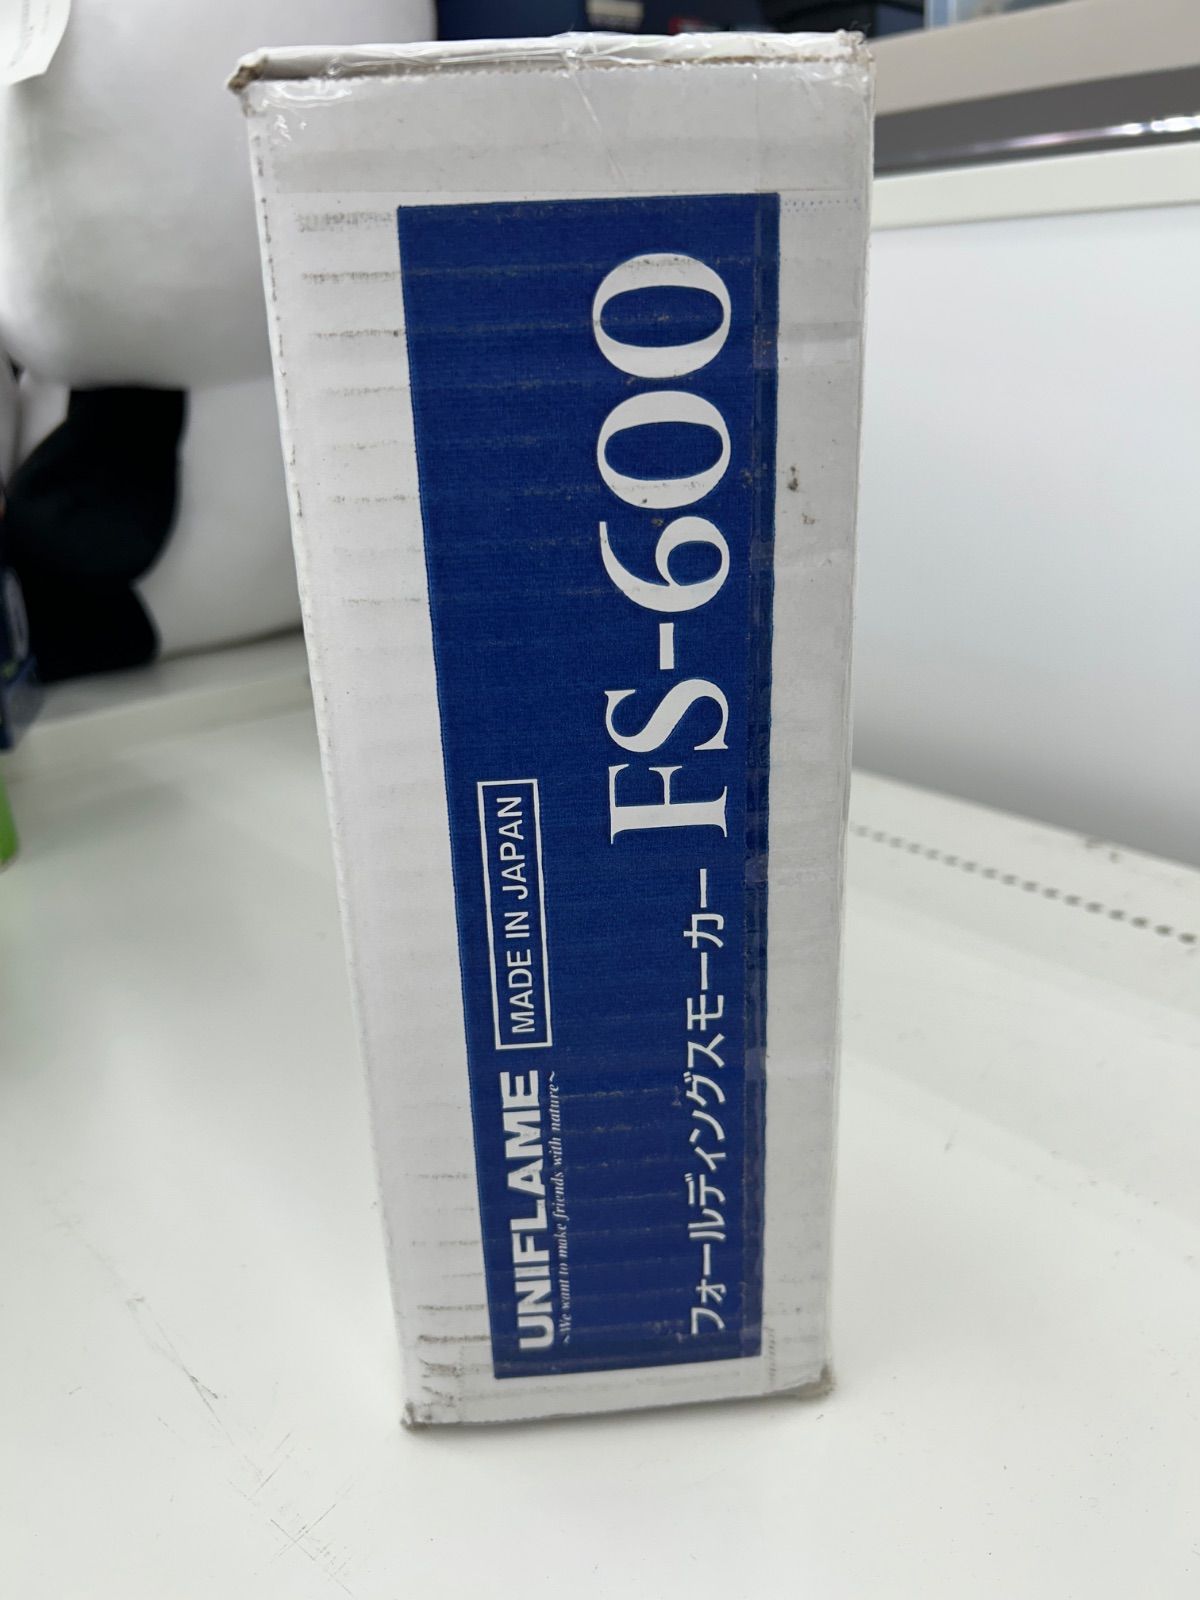 UNIFLAME MADE IN JAPAN
~We want to make friends with nature~
フォールディングスモーカー FS-600